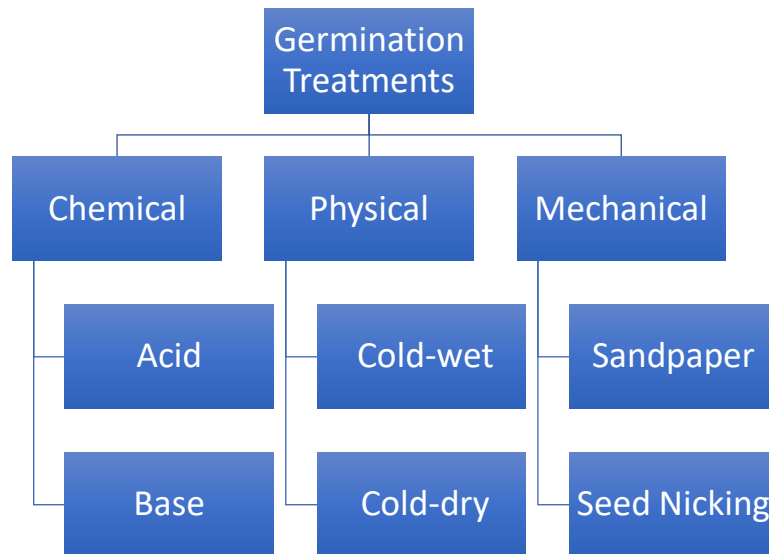 Germination
Treatments
Chemical
Physical
Mechanical
Acid
Cold-wet
Sandpaper
Base
Cold-dry
Seed Nicking